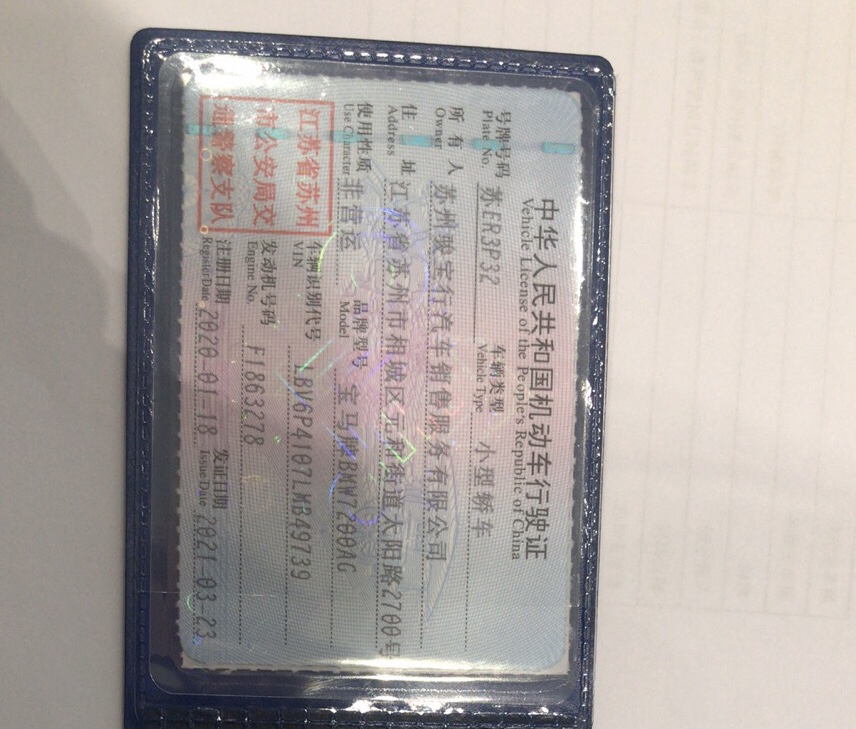 中华人民共和国机动车行驶证
Vehicle License of the People's Republic of China
号牌号码 苏ER3P32 车辆类型 小型轿车
Plate No. Vehicle Type
所有人 苏州骏宝行汽车销售服务有限公司
Owner
住址 江苏省苏州市相城区元和街道太阳路2700号
Address
使用性质 非营运 品牌型号 宝马牌BMW7200AG
Use Character Model
江苏省苏州
市公安局交
通警察支队
车辆识别代号 LBV6P4107LMB49739
VIN
发动机号码 F1863278
Engine No.
注册日期 2020-01-18 发证日期 2021-03-23
Register Date Issue Date